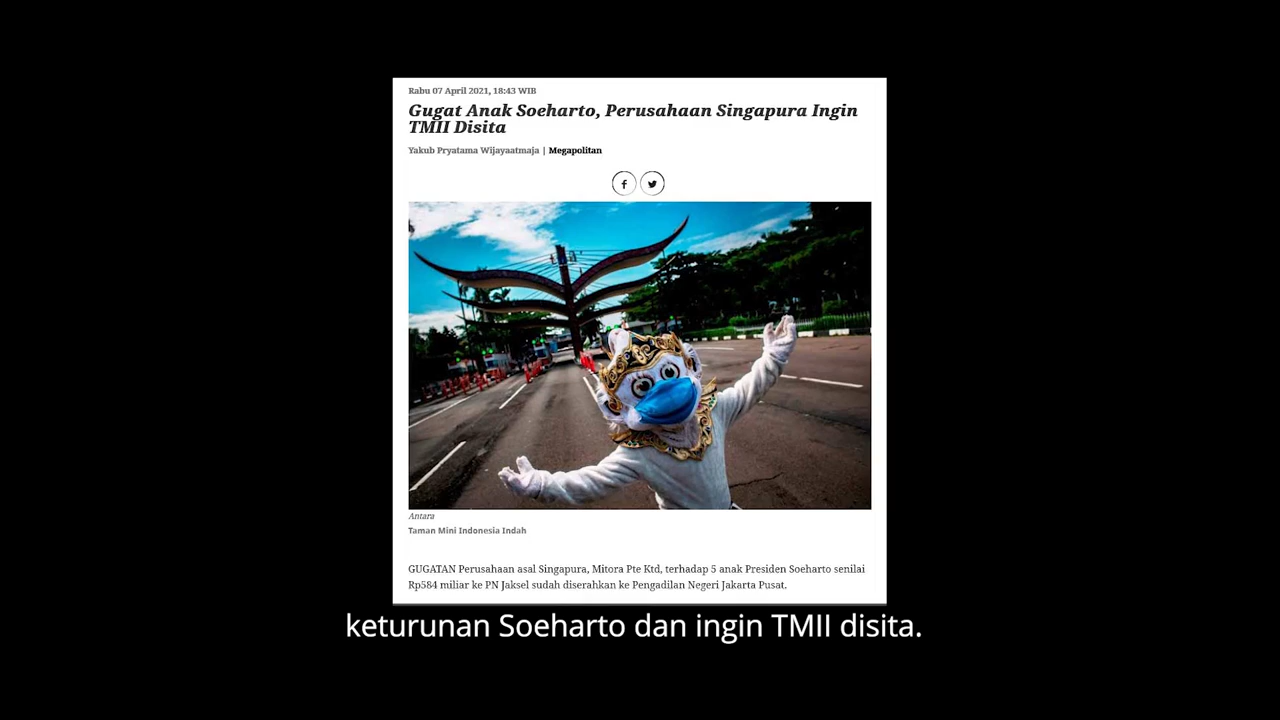 Rabu 07 April 2021, 18:43 WIB
Gugat Anak Soeharto, Perusahaan Singapura Ingin
TMII Disita
Yakub Pryatama Wijayaatmaja | Megapolitan
Antara
Taman Mini Indonesia Indah
GUGATAN Perusahaan asal Singapura, Mitora Pte Ktd, terhadap 5 anak Presiden Soeharto senilai
Rp584 miliar ke PN Jaksel sudah diserahkan ke Pengadilan Negeri Jakarta Pusat.
keturunan Soeharto dan ingin TMII disita.